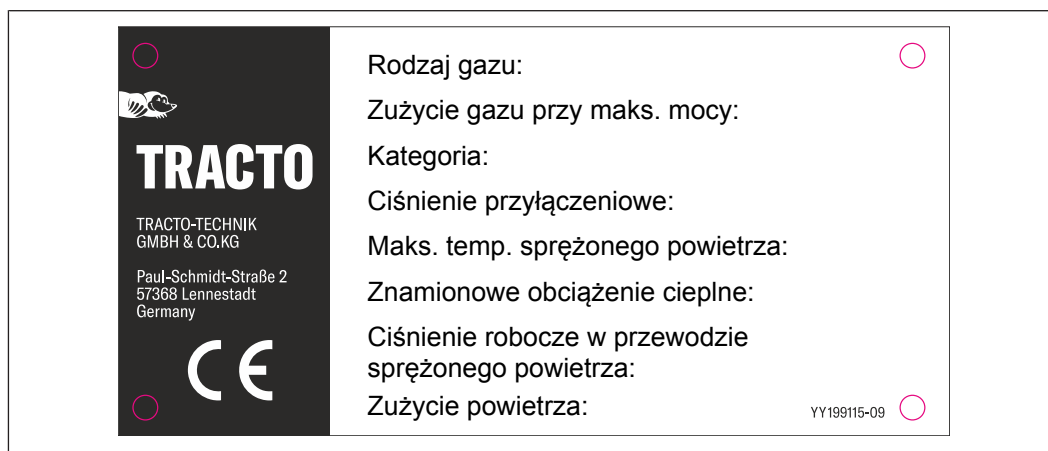 TRACTO
TRACTO-TECHNIK
GMBH & CO.KG
Paul-Schmidt-Straße 2
57368 Lennestadt
Germany
CE
Rodzaj gazu:
Zużycie gazu przy maks. mocy:
Kategoria:
Ciśnienie przyłączeniowe:
Maks. temp. sprężonego powietrza:
Znamionowe obciążenie cieplne:
Ciśnienie robocze w przewodzie
sprężonego powietrza:
Zużycie powietrza:
YY199115-09